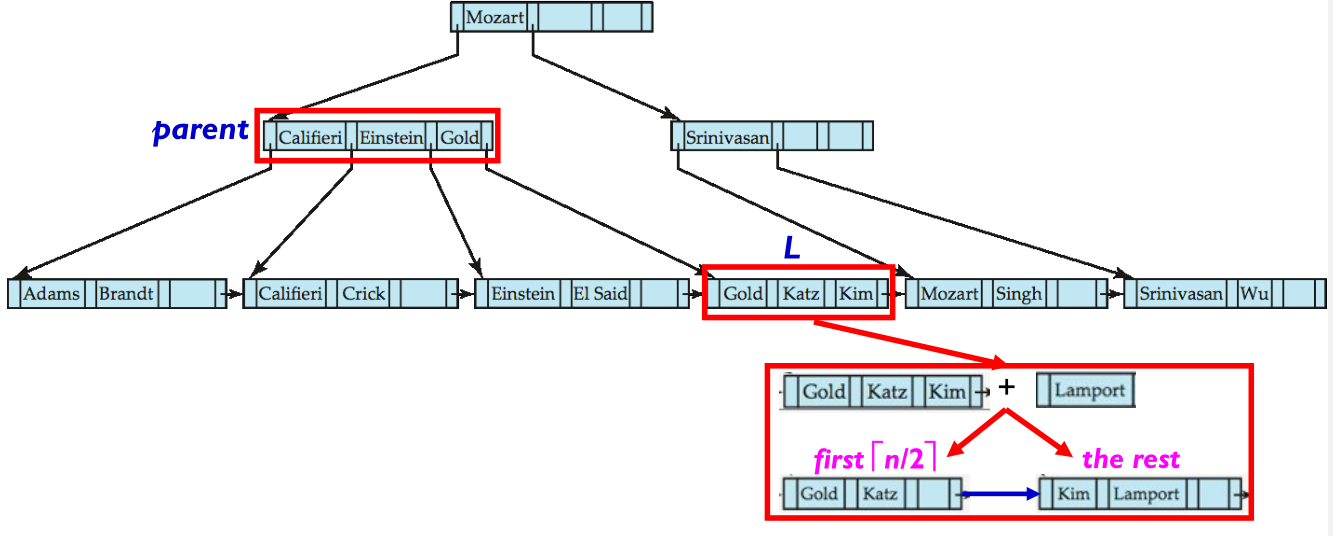 Mozart
parent
Califieri Einstein Gold
Srinivasan
L
Adams Brandt
Califieri Crick
Einstein El Said
Gold Katz Kim
Mozart Singh
Srinivasan Wu
Gold Katz Kim + Lamport
first ⌈n/2⌉
the rest
Gold Katz
Kim Lamport